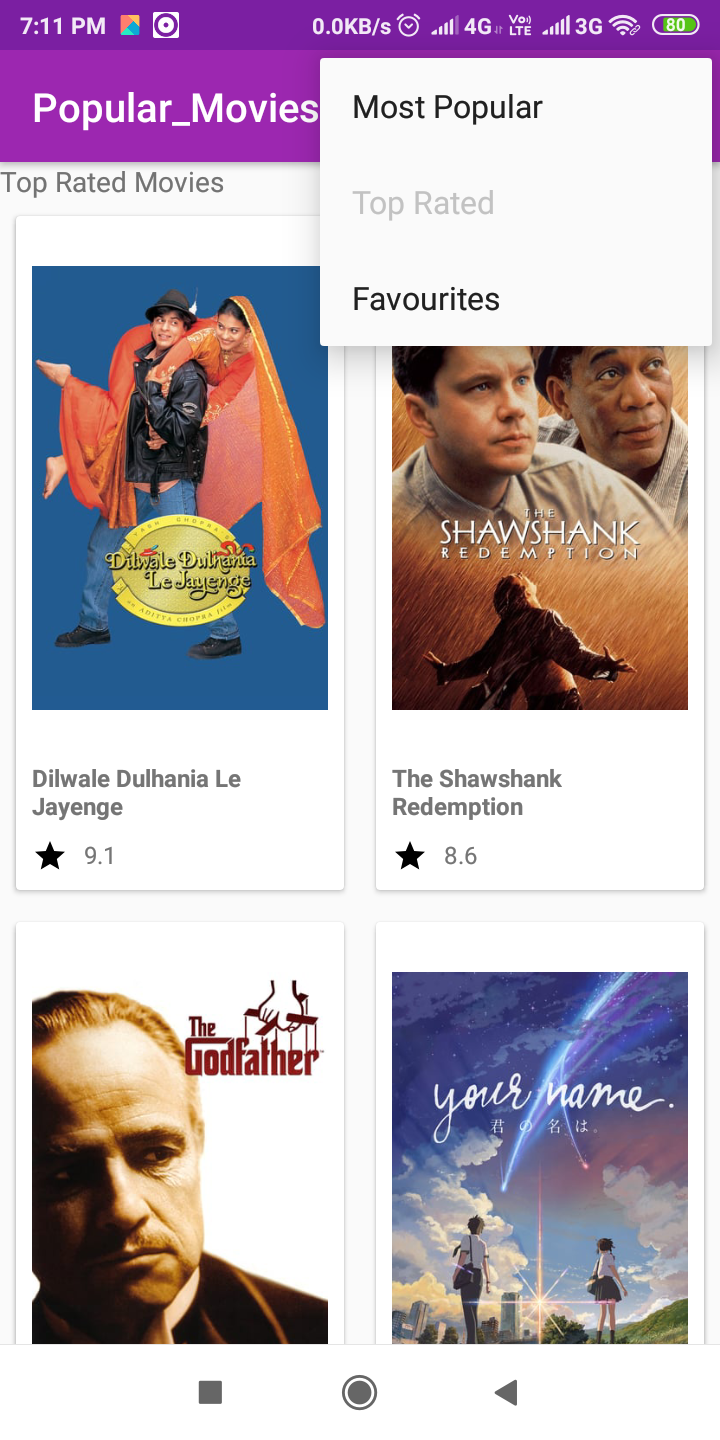 7:11 PM 0.0KB/s 4G Vo)) LTE 3G 80
Popular_Movies
Most Popular
Top Rated Movies
Top Rated
Favourites
YASH CHOPRA'S
Dilwale Dulhania
Le Jayenge
an ADITYA CHOPRA film
THE
SHAWSHANK
REDEMPTION
Dilwale Dulhania Le
Jayenge
9.1
The Shawshank
Redemption
8.6
The
Godfather
your name.
君の名は。